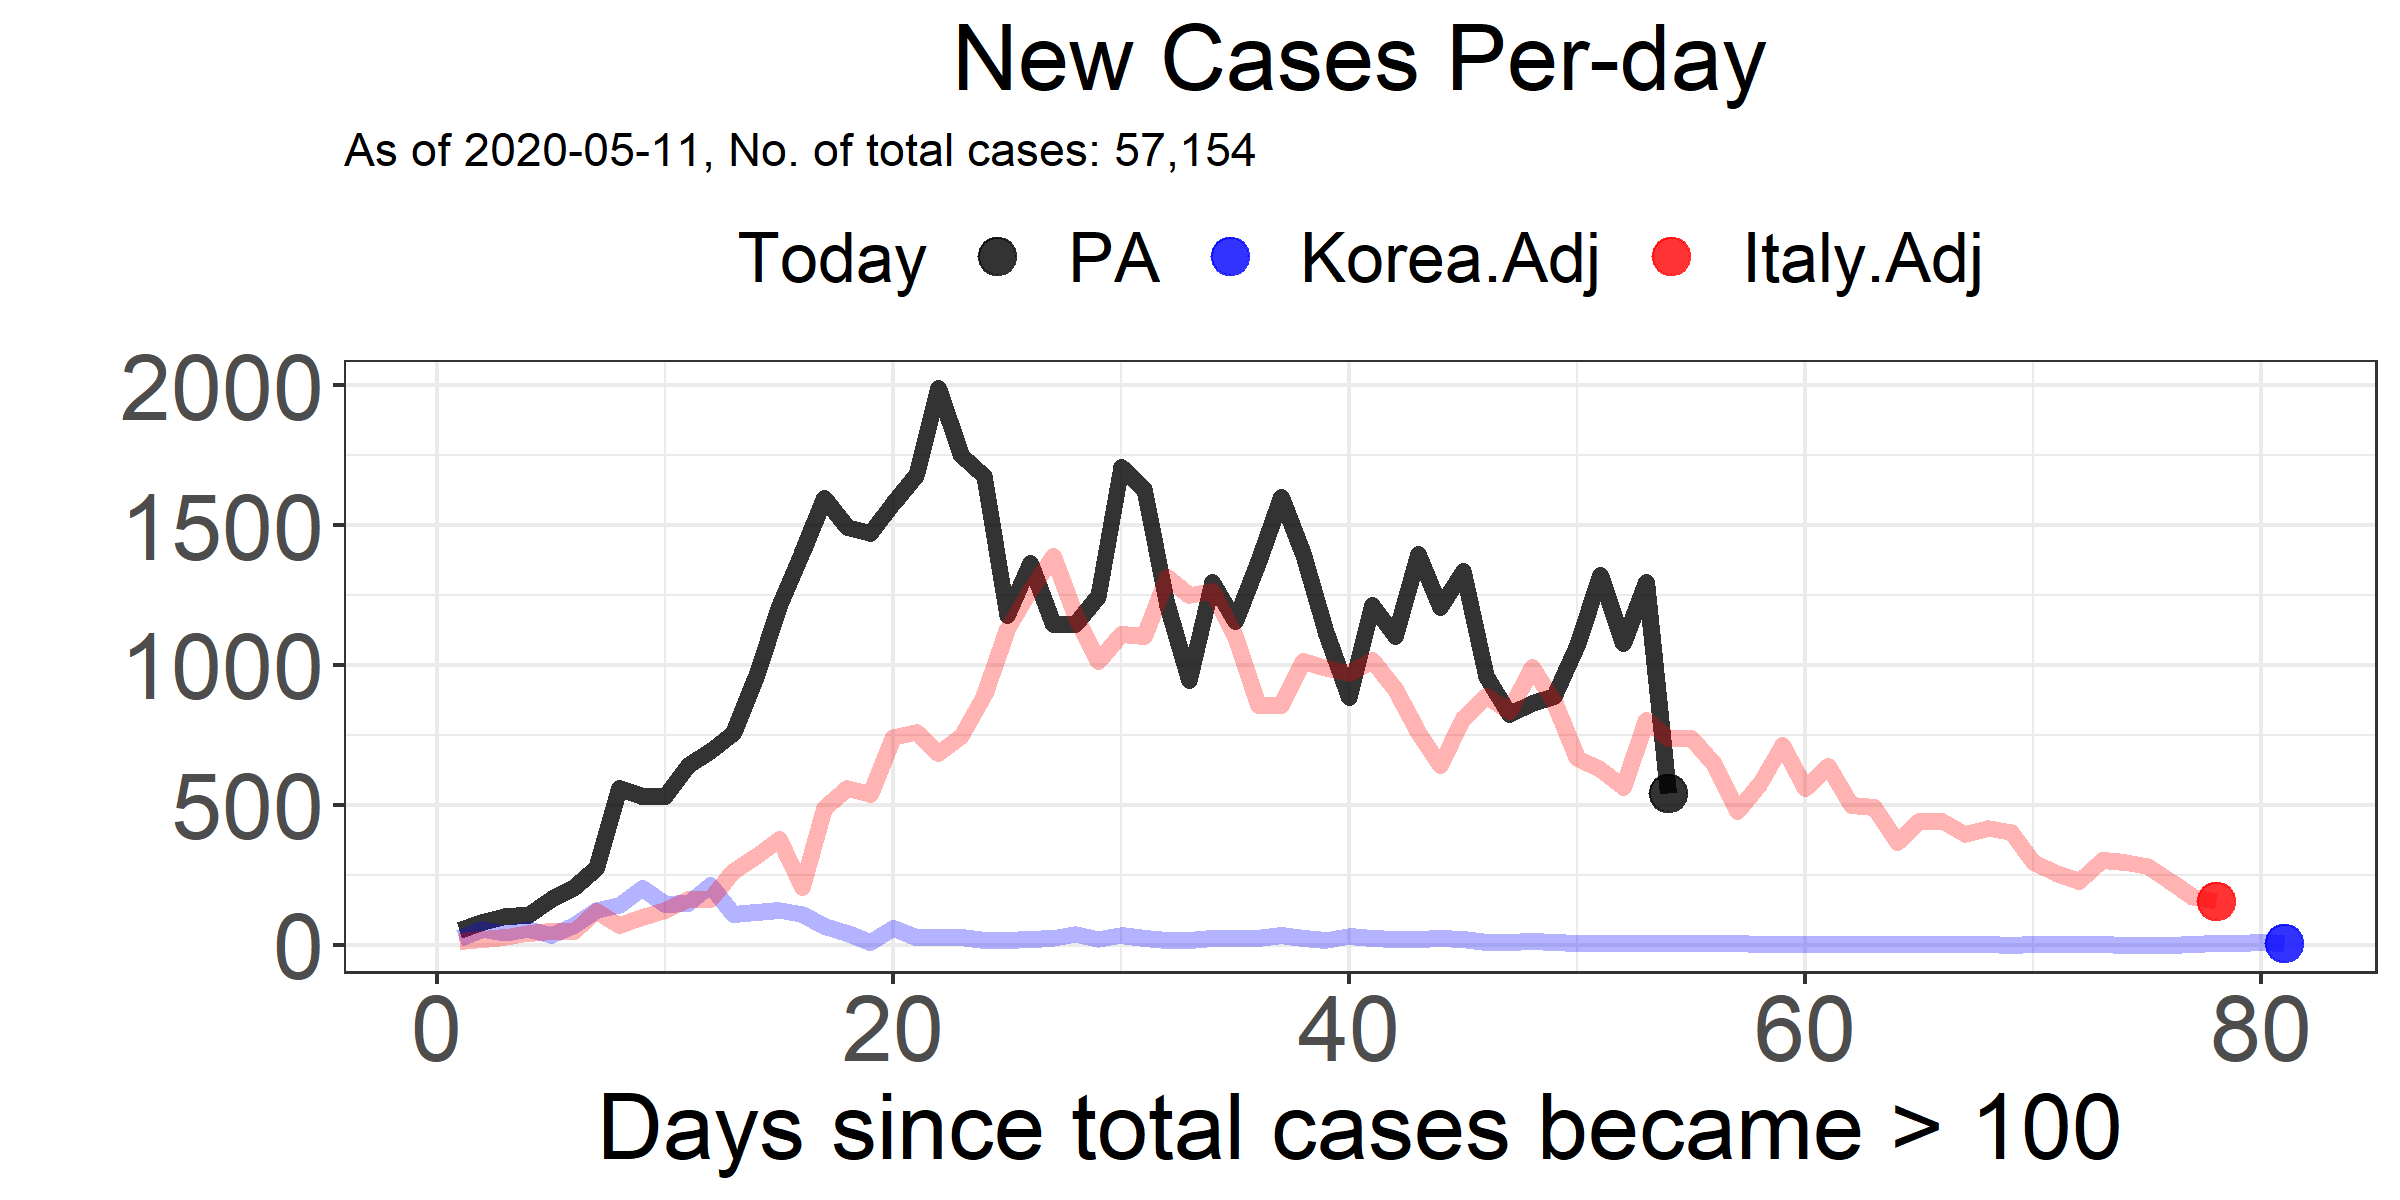 New Cases Per-day
As of 2020-05-11, No. of total cases: 57,154
Today PA Korea.Adj Italy.Adj
2000
1500
1000
500
0
0 20 40 60 80
Days since total cases became > 100